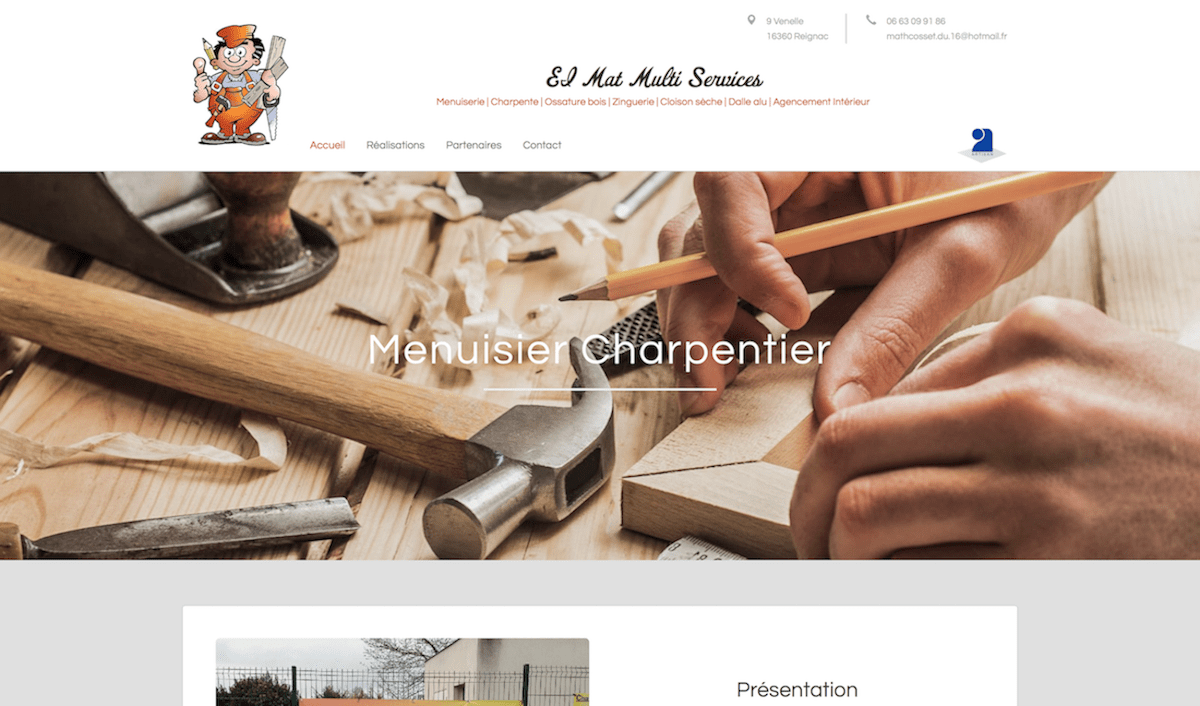 9 Venelle
16360 Reignac
06 63 09 91 86
mathcosset.du.16@hotmail.fr
EI Mat Multi Services
Menuiserie | Charpente | Ossature bois | Zinguerie | Cloison sèche | Dalle alu | Agencement Intérieur
Accueil
Réalisations
Partenaires
Contact
ARTISAN
Menuisier Charpentier
Présentation